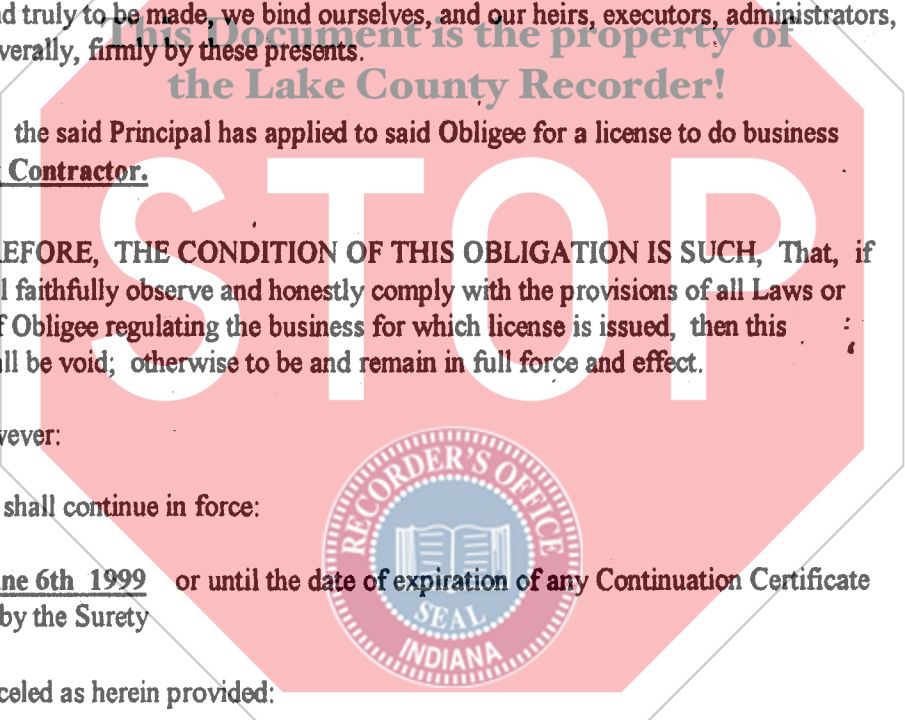 d truly to be made, we bind ourselves, and our heirs, executors, administrators,
verally, firmly by these presents.
This Document is the property of
the Lake County Recorder!
the said Principal has applied to said Obligee for a license to do business
Contractor.
STOP
EFORE, THE CONDITION OF THIS OBLIGATION IS SUCH, That, if
l faithfully observe and honestly comply with the provisions of all Laws or
f Obligee regulating the business for which license is issued, then this
all be void; otherwise to be and remain in full force and effect.
wever:
RECORDER'S OFFICE
shall continue in force:
ne 6th 1999 or until the date of expiration of any Continuation Certificate
by the Surety
SEAL
INDIANA
celed as herein provided: